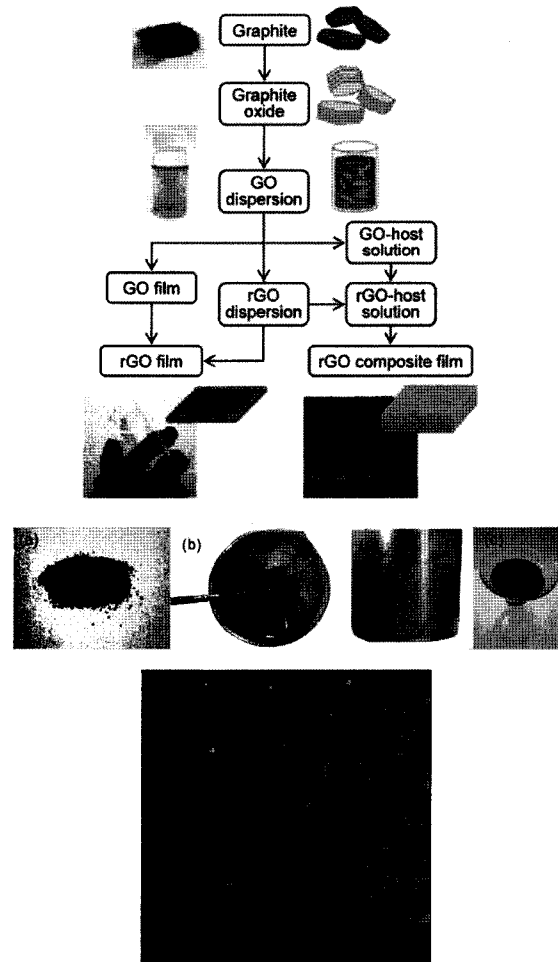 Graphite
Graphite
oxide
GO
dispersion
GO-host
solution
GO film
rGO
dispersion
rGO-host
solution
rGO film
rGO composite film
(b)